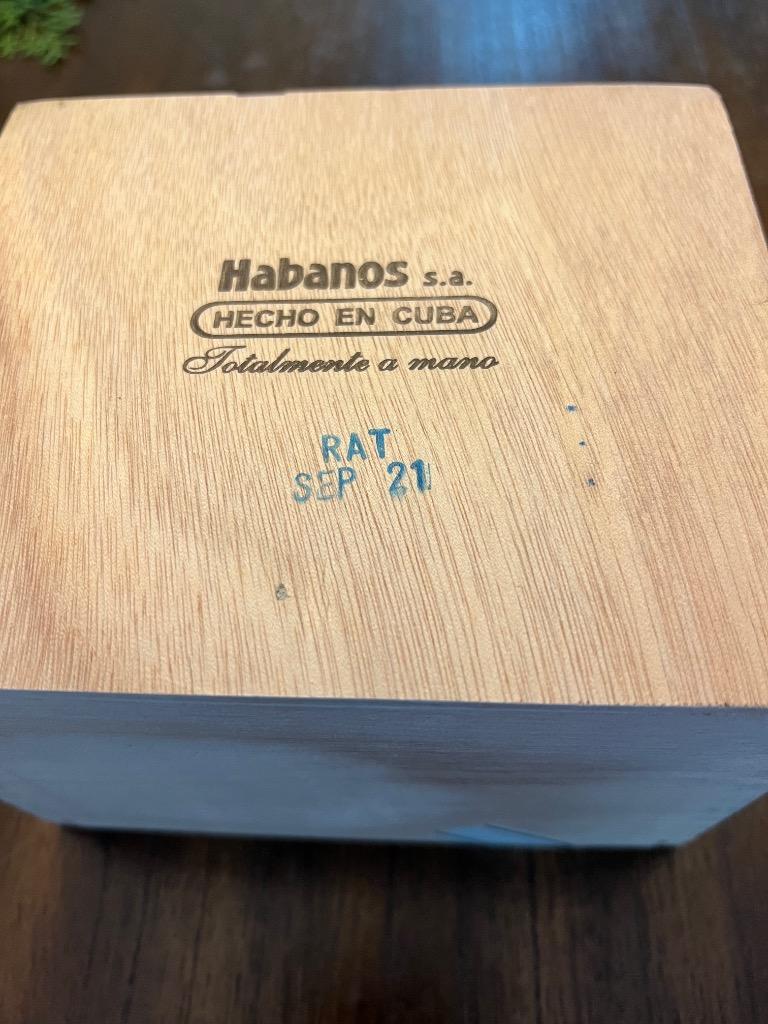 Habanos s.a.
HECHO EN CUBA
Totalmente a mano
RAT
SEP 21